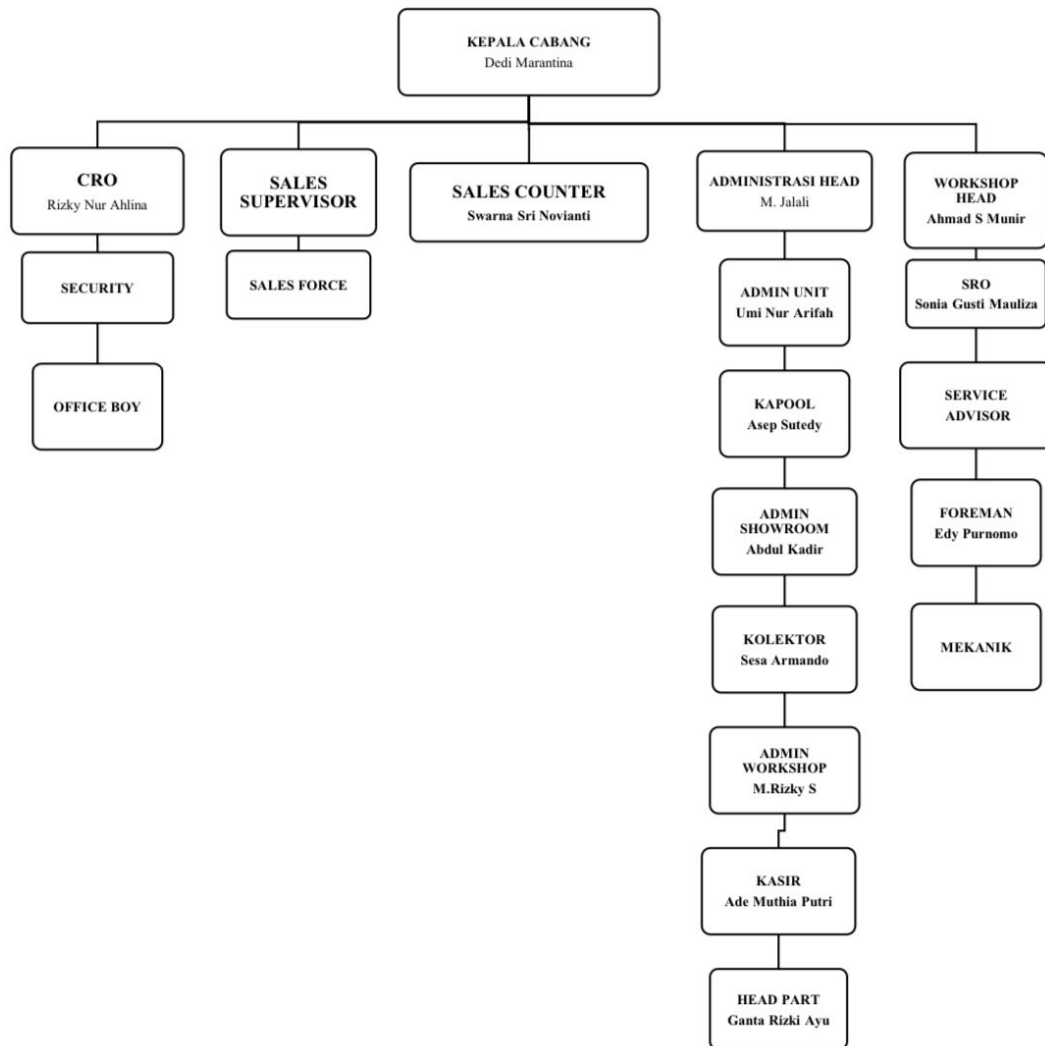 KEPALA CABANG
Dedi Marantina
CRO
Rizky Nur Ahlina
SECURITY
OFFICE BOY
SALES
SUPERVISOR
SALES FORCE
SALES COUNTER
Swarna Sri Novianti
ADMINISTRASI HEAD
M. Jalali
ADMIN UNIT
Umi Nur Arifah
KAPOOL
Asep Sutedy
ADMIN
SHOWROOM
Abdul Kadir
KOLEKTOR
Sesa Armando
ADMIN
WORKSHOP
M.Rizky S
KASIR
Ade Muthia Putri
HEAD PART
Ganta Rizki Ayu
WORKSHOP
HEAD
Ahmad S Munir
SRO
Sonia Gusti Mauliza
SERVICE
ADVISOR
FOREMAN
Edy Purnomo
MEKANIK